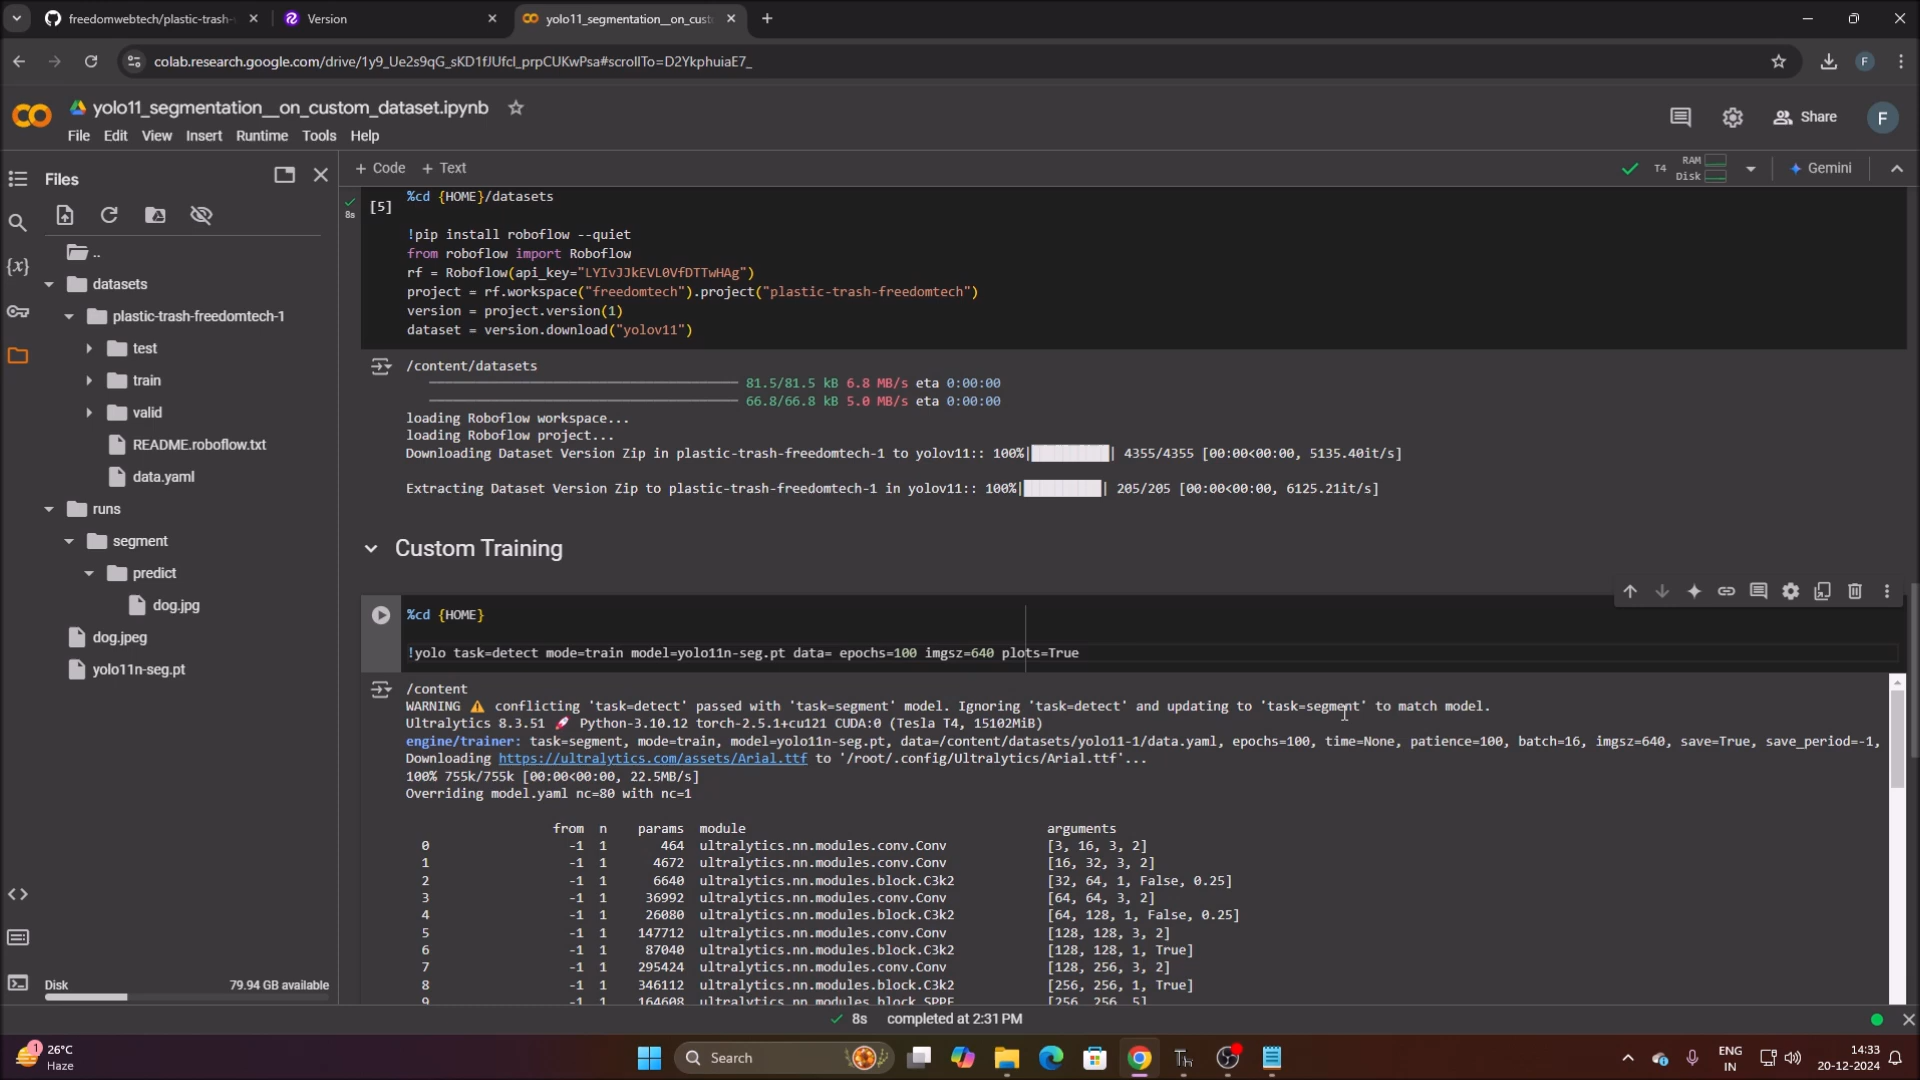 freedomwebtech/plastic-trash-
Version
yolo11_segmentation__on_cust
colab.research.google.com/drive/1y9_Ue2s9qG_sKD1fJUfcI_prpCUKwPsa#scrollTo=D2YkphuiaE7_
F
yolo11_segmentation__on_custom_dataset.ipynb
File Edit View Insert Runtime Tools Help
Share
F
Files
+ Code + Text
T4
RAM
Disk
Gemini
..
datasets
plastic-trash-freedomtech-1
test
train
valid
README.roboflow.txt
data.yaml
runs
segment
predict
dog.jpg
dog.jpeg
yolo11n-seg.pt
{x}
Disk
79.94 GB available
8s
[5]
%cd {HOME}/datasets
!pip install roboflow --quiet
from roboflow import Roboflow
rf = Roboflow(api_key="LYIvJJkEVL0VfDTTwHAg")
project = rf.workspace("freedomtech").project("plastic-trash-freedomtech")
version = project.version(1)
dataset = version.download("yolov11")
/content/datasets
81.5/81.5 kB 6.8 MB/s eta 0:00:00
66.8/66.8 kB 5.0 MB/s eta 0:00:00
loading Roboflow workspace...
loading Roboflow project...
Downloading Dataset Version Zip in plastic-trash-freedomtech-1 to yolov11:: 100%|██████████| 4355/4355 [00:00<00:00, 5135.40it/s]
Extracting Dataset Version Zip to plastic-trash-freedomtech-1 in yolov11:: 100%|██████████| 205/205 [00:00<00:00, 6125.21it/s]
Custom Training
%cd {HOME}
!yolo task=detect mode=train model=yolo11n-seg.pt data= epochs=100 imgsz=640 plots=True
/content
WARNING ⚠️ conflicting 'task=detect' passed with 'task=segment' model. Ignoring 'task=detect' and updating to 'task=segment' to match model.
Ultralytics 8.3.51 🚀 Python-3.10.12 torch-2.5.1+cu121 CUDA:0 (Tesla T4, 15102MiB)
engine/trainer: task=segment, mode=train, model=yolo11n-seg.pt, data=/content/datasets/yolo11-1/data.yaml, epochs=100, time=None, patience=100, batch=16, imgsz=640, save=True, save_period=-1,
Downloading https://ultralytics.com/assets/Arial.ttf to '/root/.config/Ultralytics/Arial.ttf'...
100% 755k/755k [00:00<00:00, 22.5MB/s]
Overriding model.yaml nc=80 with nc=1
from n params module arguments
0 -1 1 464 ultralytics.nn.modules.conv.Conv [3, 16, 3, 2]
1 -1 1 4672 ultralytics.nn.modules.conv.Conv [16, 32, 3, 2]
2 -1 1 6640 ultralytics.nn.modules.block.C3k2 [32, 64, 1, False, 0.25]
3 -1 1 36992 ultralytics.nn.modules.conv.Conv [64, 64, 3, 2]
4 -1 1 26080 ultralytics.nn.modules.block.C3k2 [64, 128, 1, False, 0.25]
5 -1 1 147712 ultralytics.nn.modules.conv.Conv [128, 128, 3, 2]
6 -1 1 87040 ultralytics.nn.modules.block.C3k2 [128, 128, 1, True]
7 -1 1 295424 ultralytics.nn.modules.conv.Conv [128, 256, 3, 2]
8 -1 1 346112 ultralytics.nn.modules.block.C3k2 [256, 256, 1, True]
9 -1 1 164608 ultralytics.nn.modules.block.SPPF [256, 256, 5]
8s completed at 2:31 PM
1
26°C
Haze
Search
ENG
IN
14:33
20-12-2024